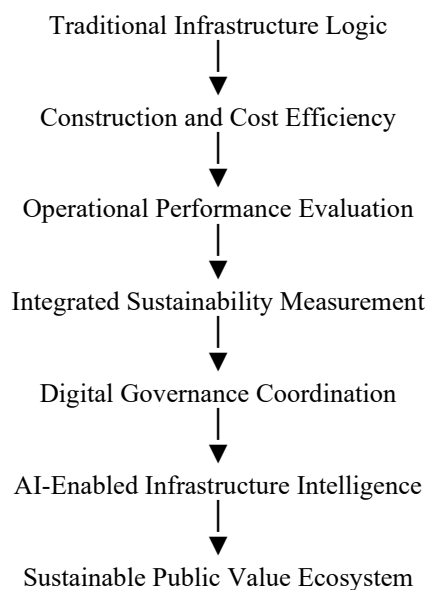 Traditional Infrastructure Logic
Construction and Cost Efficiency
Operational Performance Evaluation
Integrated Sustainability Measurement
Digital Governance Coordination
AI-Enabled Infrastructure Intelligence
Sustainable Public Value Ecosystem